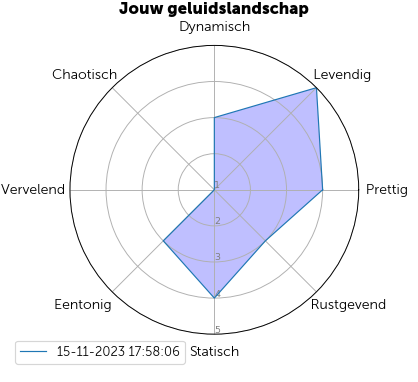 Jouw geluidslandschap
Dynamisch
Chaotisch
Levendig
Vervelend
1
Prettig
2
3
4
Eentonig
Rustgevend
5
15-11-2023 17:58:06
Statisch